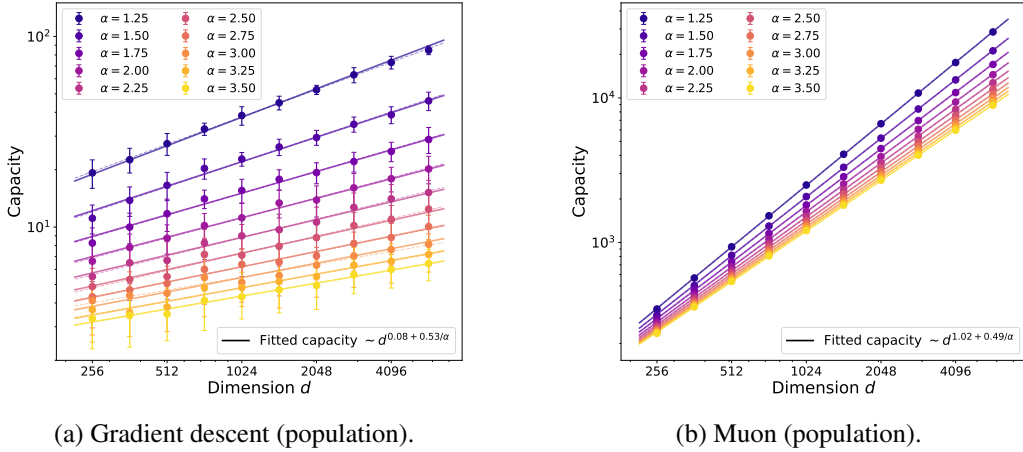 10²
10¹
Capacity
α = 1.25
α = 1.50
α = 1.75
α = 2.00
α = 2.25
α = 2.50
α = 2.75
α = 3.00
α = 3.25
α = 3.50
Fitted capacity ~ d^{0.08 + 0.53/α}
256 512 1024 2048 4096
Dimension d
(a) Gradient descent (population).
10⁴
10³
Capacity
α = 1.25
α = 1.50
α = 1.75
α = 2.00
α = 2.25
α = 2.50
α = 2.75
α = 3.00
α = 3.25
α = 3.50
Fitted capacity ~ d^{1.02 + 0.49/α}
256 512 1024 2048 4096
Dimension d
(b) Muon (population).